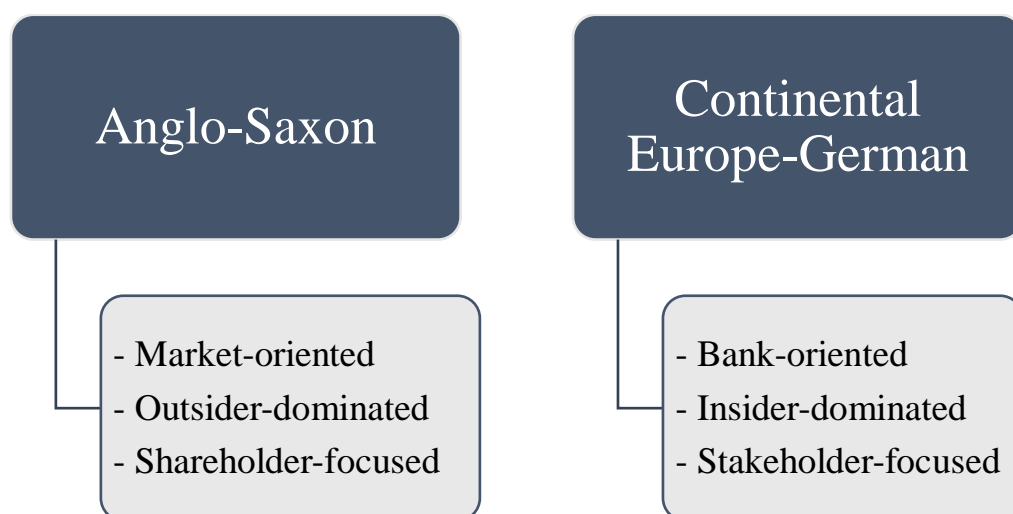 Anglo-Saxon
- Market-oriented
- Outsider-dominated
- Shareholder-focused
Continental
Europe-German
- Bank-oriented
- Insider-dominated
- Stakeholder-focused